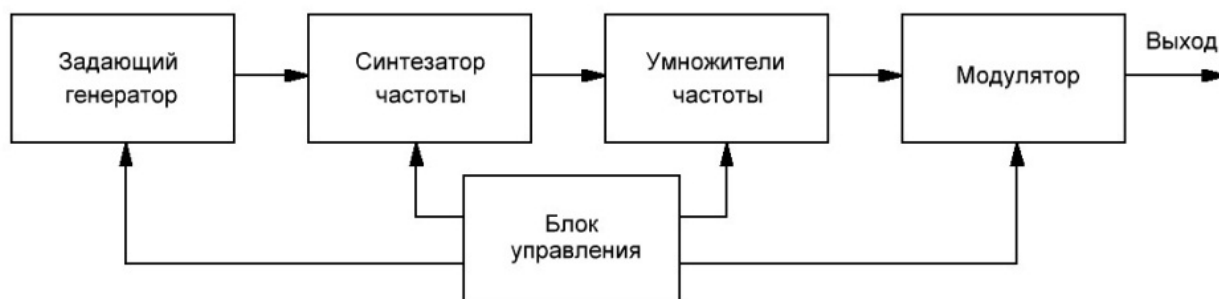 Задающий
генератор
Синтезатор
частоты
Умножители
частоты
Модулятор
Выход
Блок
управления